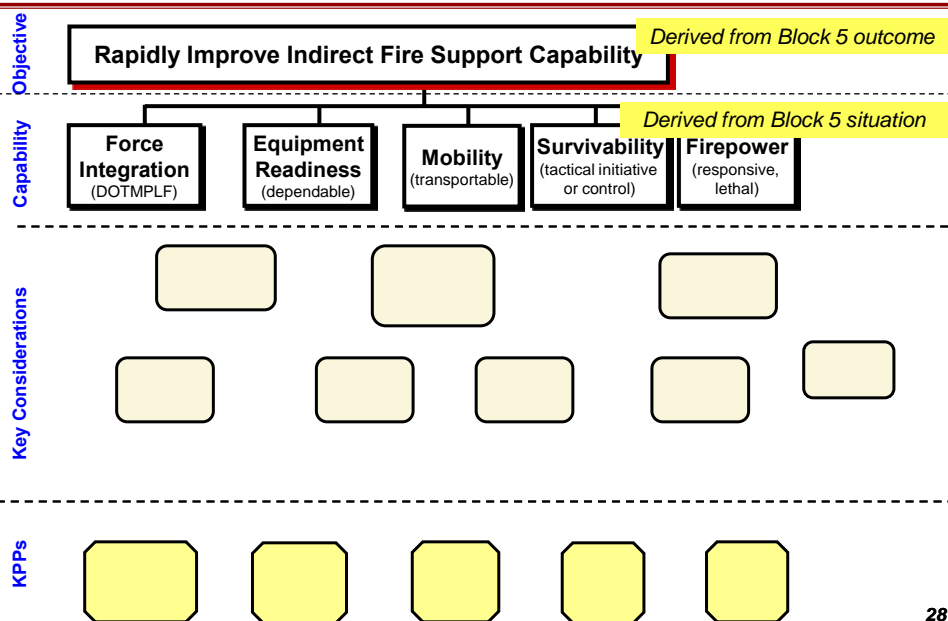 Objective
Rapidly Improve Indirect Fire Support Capability
Derived from Block 5 outcome
Capability
Derived from Block 5 situation
Force
Integration
(DOTMPLF)
Equipment
Readiness
(dependable)
Mobility
(transportable)
Survivability
(tactical initiative
or control)
Firepower
(responsive,
lethal)
Key Considerations
KPPs
28